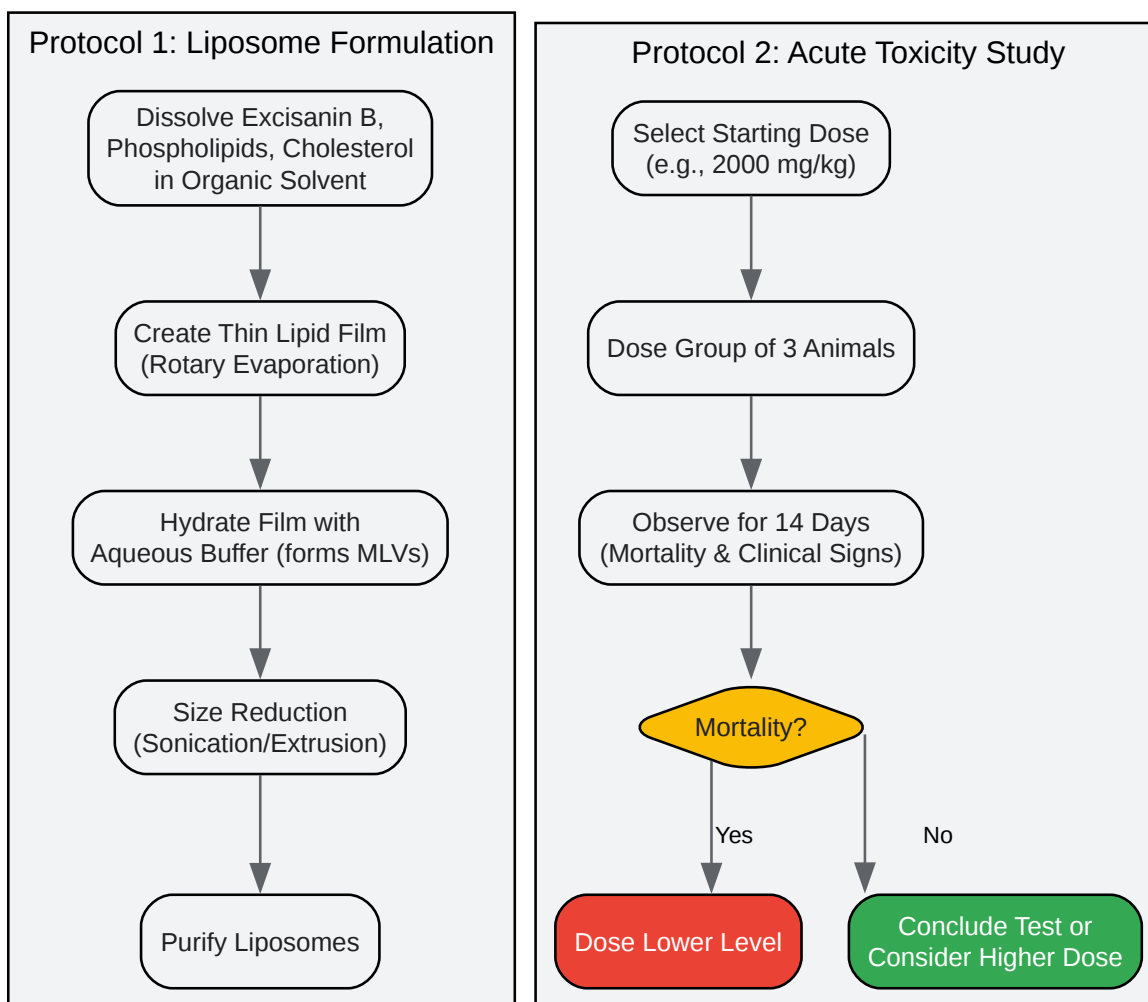 Protocol 1: Liposome Formulation
Dissolve Excisanin B,
Phospholipids, Cholesterol
in Organic Solvent
Create Thin Lipid Film
(Rotary Evaporation)
Hydrate Film with
Aqueous Buffer (forms MLVs)
Size Reduction
(Sonication/Extrusion)
Purify Liposomes
Protocol 2: Acute Toxicity Study
Select Starting Dose
(e.g., 2000 mg/kg)
Dose Group of 3 Animals
Observe for 14 Days
(Mortality & Clinical Signs)
Mortality?
Yes
No
Dose Lower Level
Conclude Test or
Consider Higher Dose